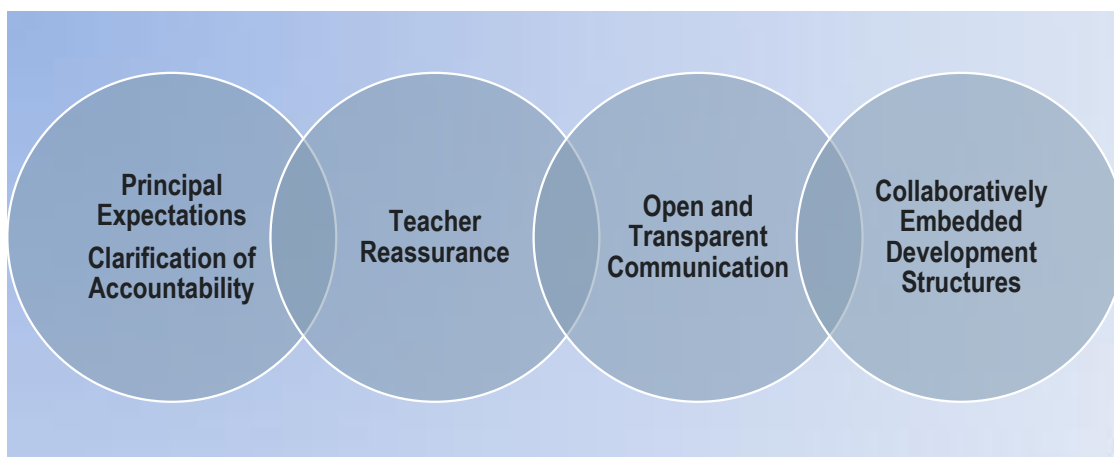 Principal
Expectations
Clarification of
Accountability
Teacher
Reassurance
Open and
Transparent
Communication
Collaboratively
Embedded
Development
Structures